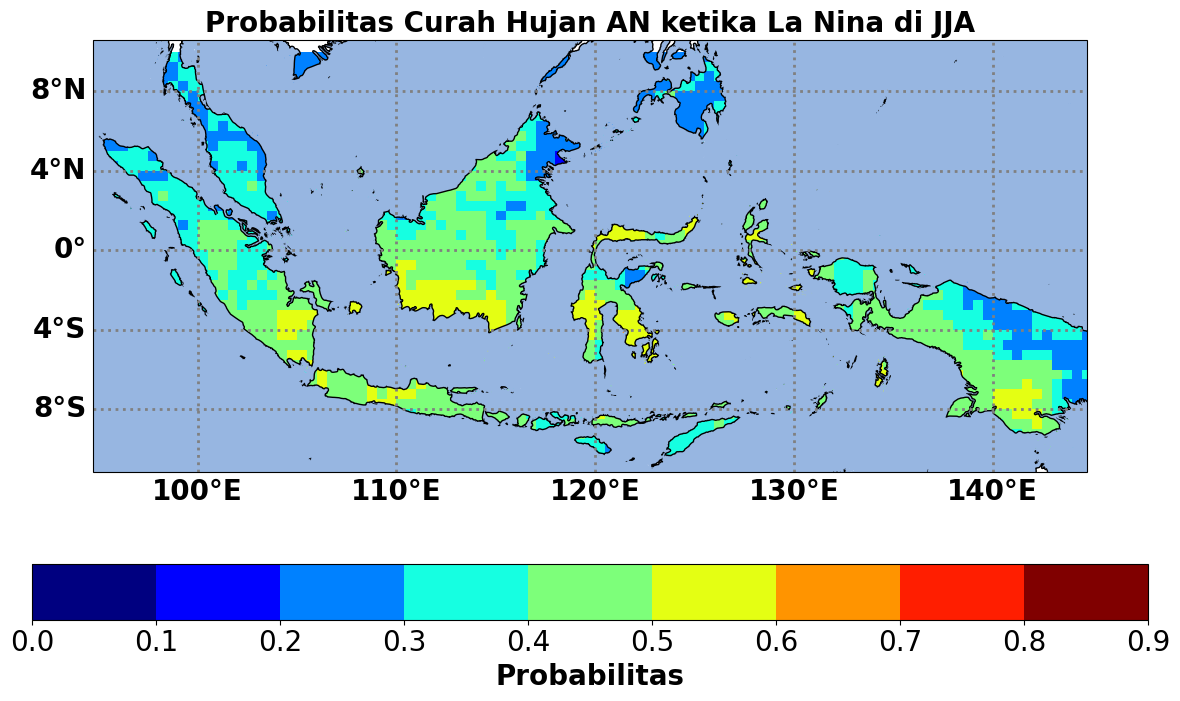 Probabilitas Curah Hujan AN ketika La Nina di JJA
8°N
4°N
0°
4°S
8°S
100°E 110°E 120°E 130°E 140°E
0.0 0.1 0.2 0.3 0.4 0.5 0.6 0.7 0.8 0.9
Probabilitas